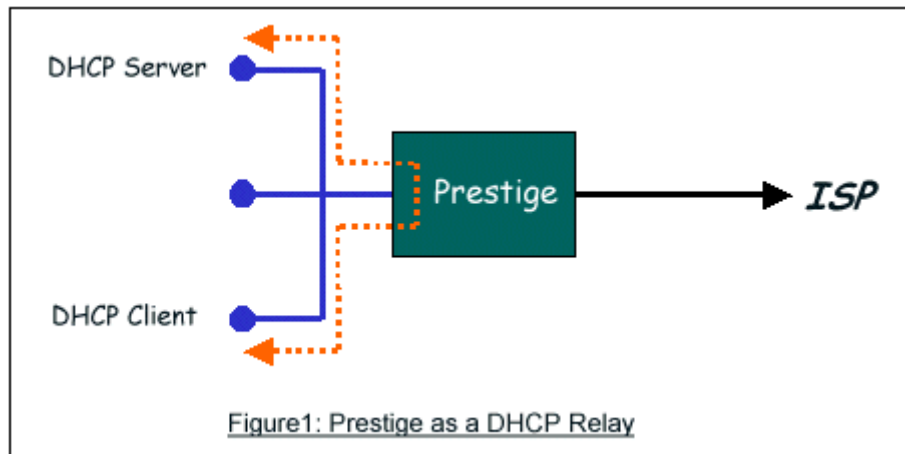 DHCP Server
Prestige
ISP
DHCP Client
Figure1: Prestige as a DHCP Relay